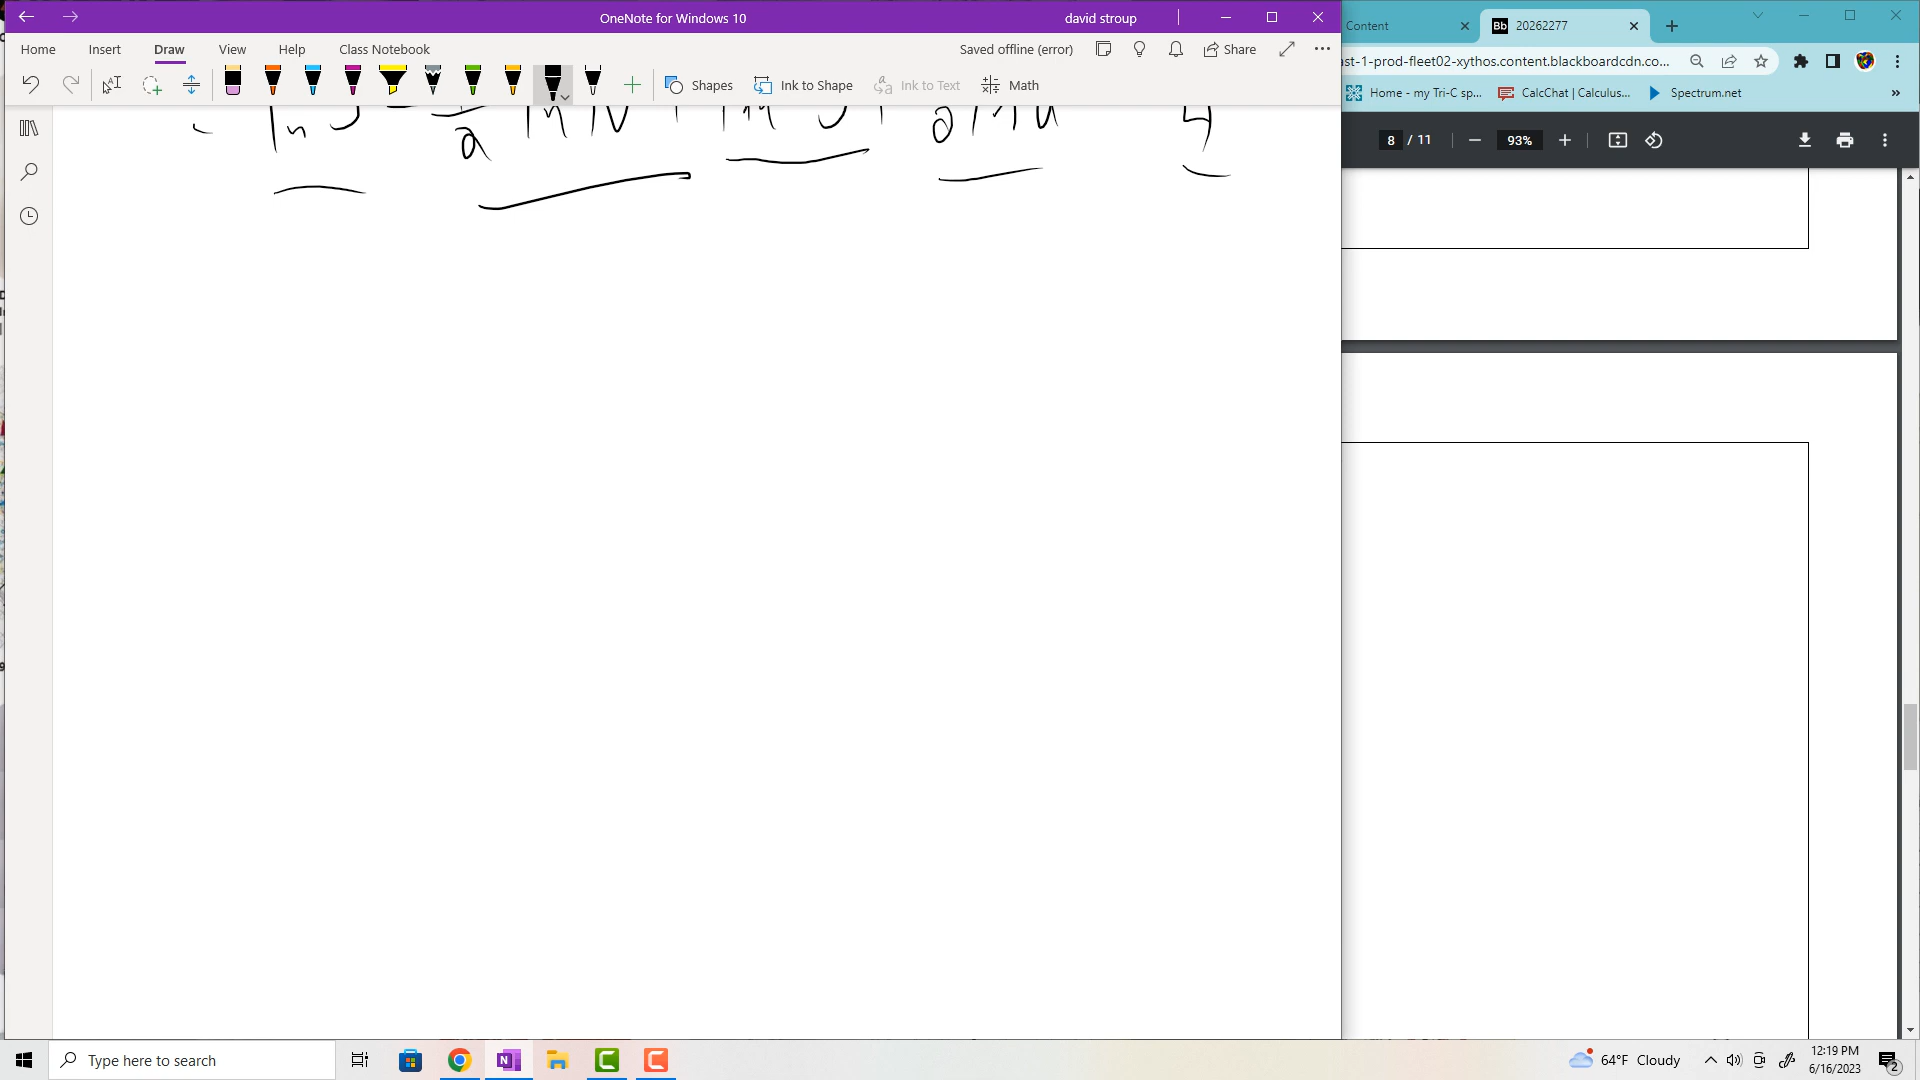 OneNote for Windows 10
david stroup
Content
20262277
Home Insert Draw View Help Class Notebook
Saved offline (error)
Share
ast-1-prod-fleet02-xythos.content.blackboardcdn.co...
Shapes
Ink to Shape
Ink to Text
Math
Home - my Tri-C sp...
CalcChat | Calculus...
Spectrum.net
»
8 / 11
93%
Type here to search
64°F Cloudy
12:19 PM
6/16/2023
2